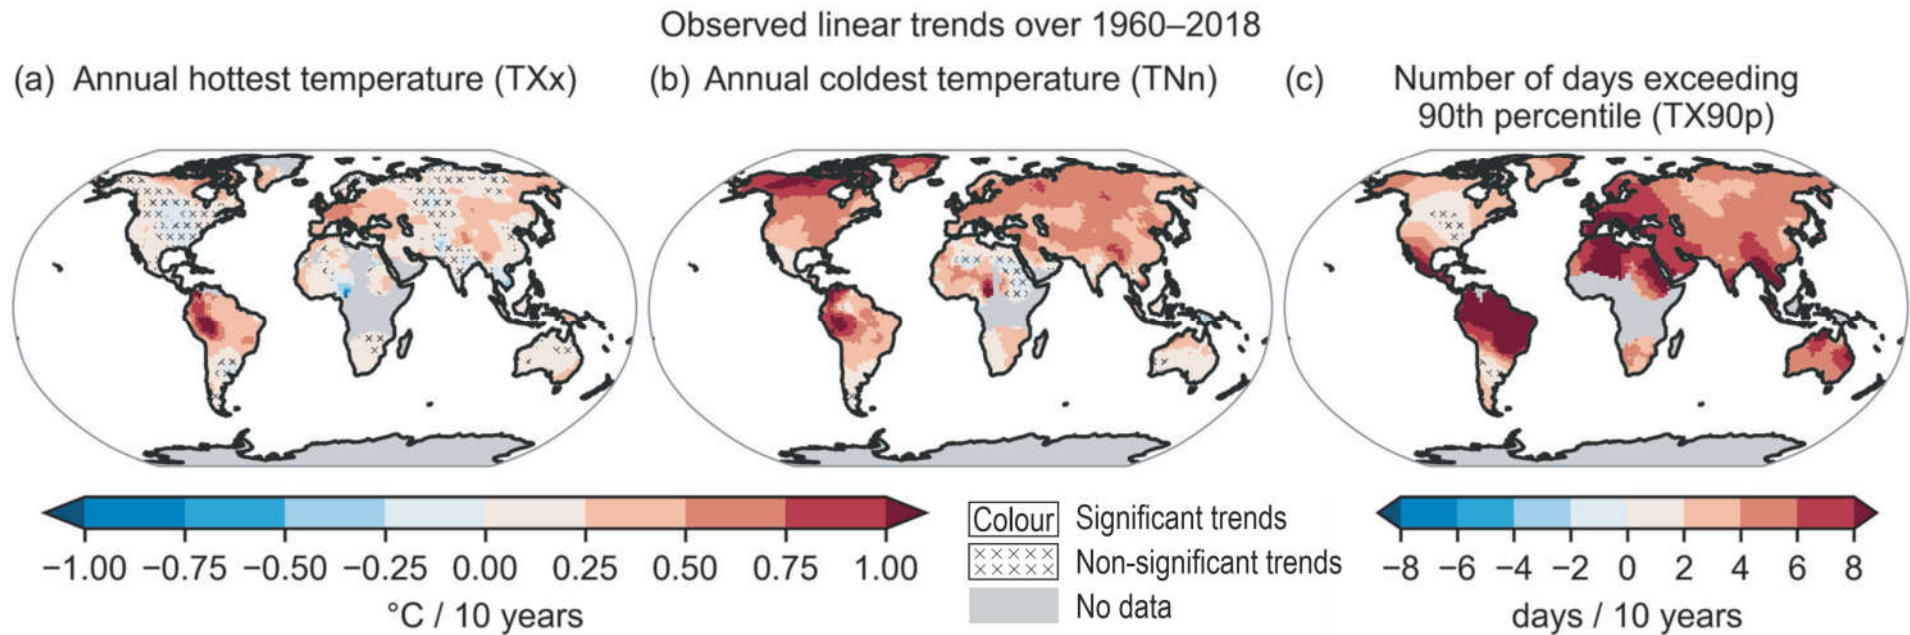 Observed linear trends over 1960–2018
(a) Annual hottest temperature (TXx)
(b) Annual coldest temperature (TNn)
(c) Number of days exceeding
90th percentile (TX90p)
−1.00 −0.75 −0.50 −0.25 0.00 0.25 0.50 0.75 1.00
°C / 10 years
Colour Significant trends
Non-significant trends
No data
−8 −6 −4 −2 0 2 4 6 8
days / 10 years